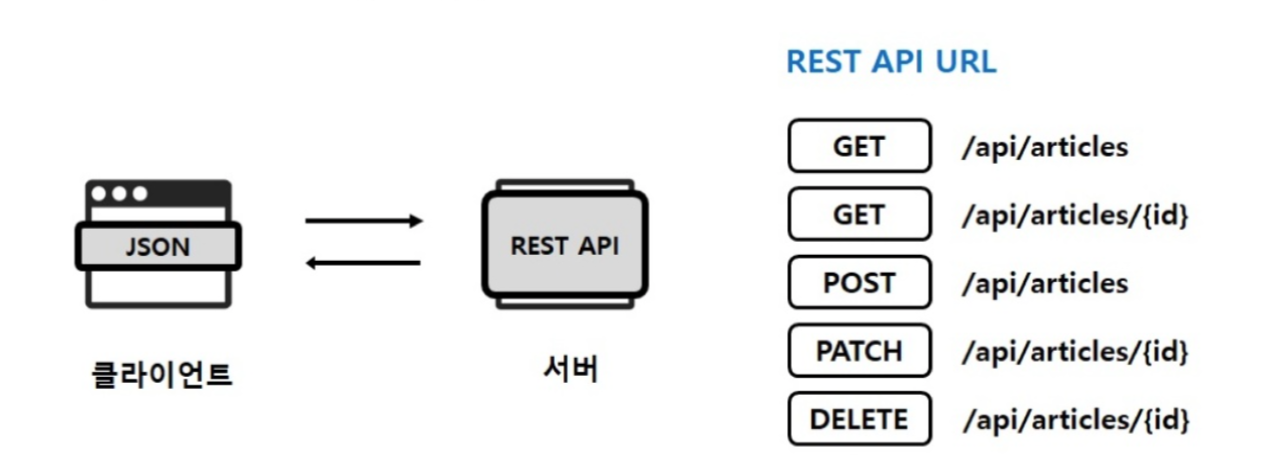 JSON
클라이언트
REST API
서버
REST API URL
GET /api/articles
GET /api/articles/{id}
POST /api/articles
PATCH /api/articles/{id}
DELETE /api/articles/{id}